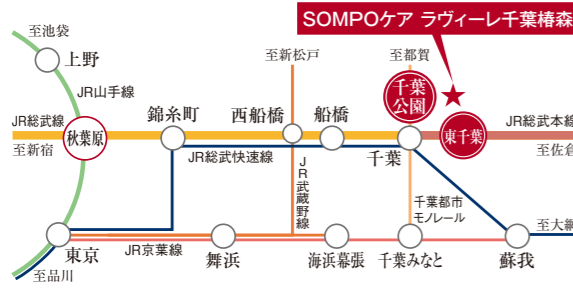 SOMPOケア ラヴィーレ千葉椿森
至池袋
上野
JR山手線
至新松戸
至都賀
千葉
公園
JR総武線
秋葉原
錦糸町
西船橋
船橋
東千葉
JR総武本線
至新宿
JR総武快速線
千葉
至佐倉
JR武蔵野線
千葉都市
モノレール
東京
JR京葉線
舞浜
海浜幕張
千葉みなと
蘇我
至大網
至品川